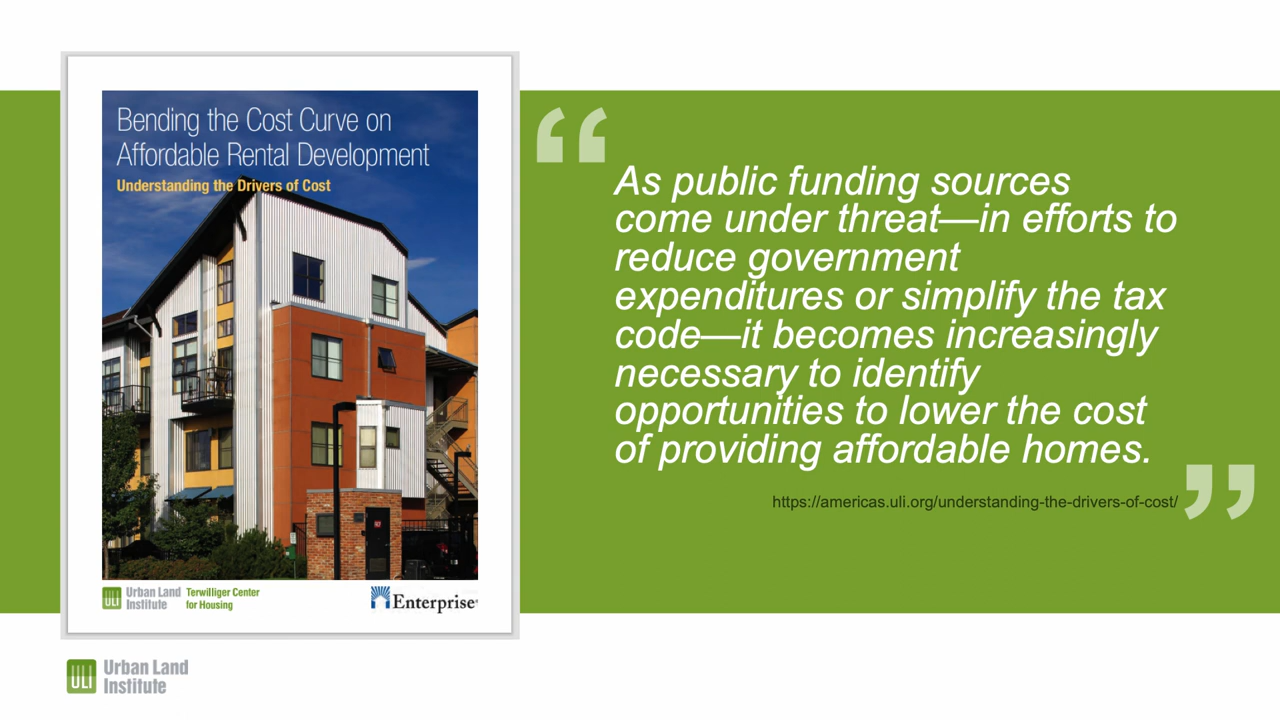 Bending the Cost Curve on
Affordable Rental Development
Understanding the Drivers of Cost
ULI Urban Land
Institute
Terwilliger Center
for Housing
Enterprise
“
As public funding sources
come under threat—in efforts to
reduce government
expenditures or simplify the tax
code—it becomes increasingly
necessary to identify
opportunities to lower the cost
of providing affordable homes.
”
https://americas.uli.org/understanding-the-drivers-of-cost/
ULI Urban Land
Institute